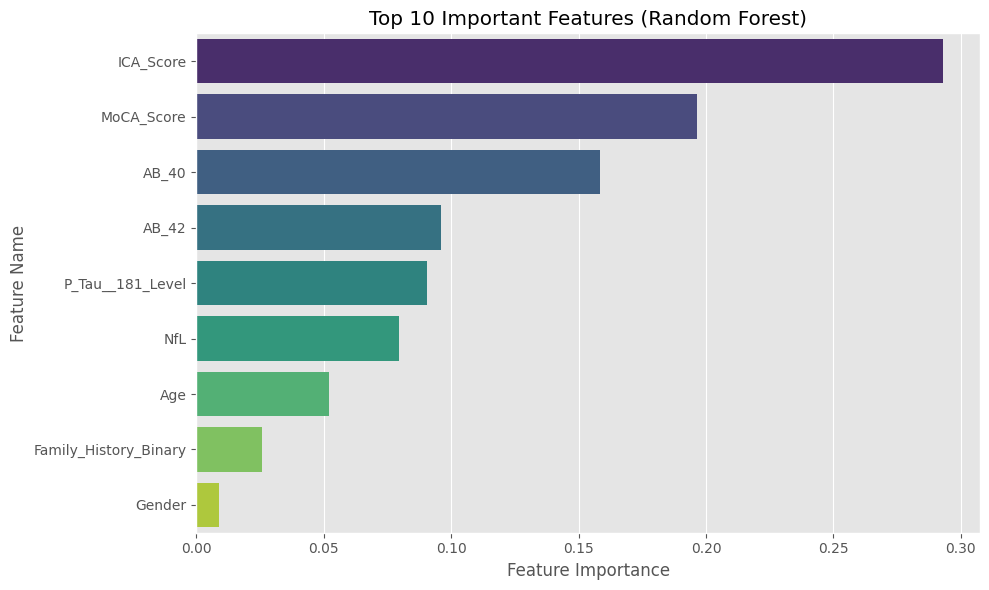 Top 10 Important Features (Random Forest)
Feature Name
ICA_Score
MoCA_Score
AB_40
AB_42
P_Tau__181_Level
NfL
Age
Family_History_Binary
Gender
0.00 0.05 0.10 0.15 0.20 0.25 0.30
Feature Importance